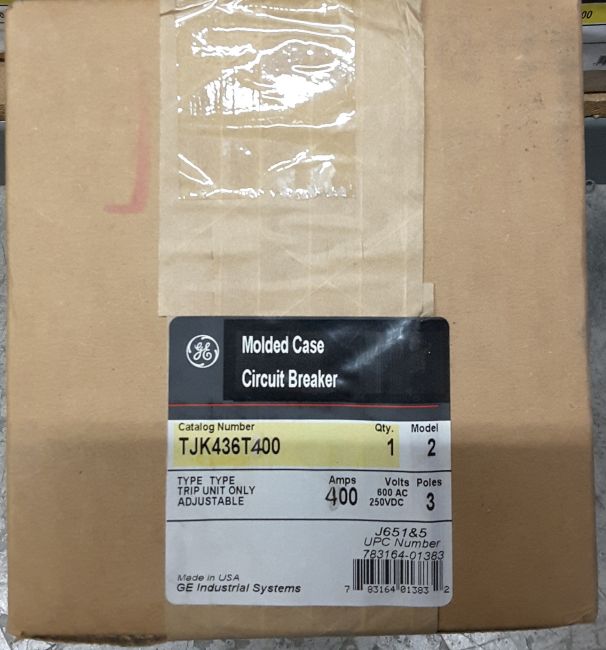 00
J
GE
Molded Case
Circuit Breaker
Catalog Number Qty. Model
TJK436T400 1 2
TYPE TYPE Amps Volts Poles
TRIP UNIT ONLY 400 600 AC 3
ADJUSTABLE 250VDC
J651&5
UPC Number
783164-01383
Made in USA
GE Industrial Systems
7 83164 01383 2